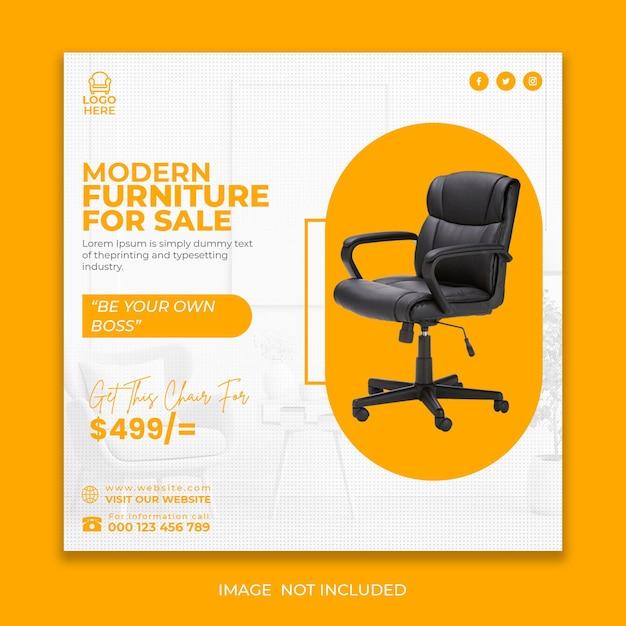 LOGO
HERE
MODERN
FURNITURE
FOR SALE
Lorem Ipsum is simply dummy text
of theprinting and typesetting
industry.
“BE YOUR OWN
BOSS”
Get This Chair For
$499/=
www.website.com
VISIT OUR WEBSITE
For information call
000 123 456 789
IMAGE NOT INCLUDED